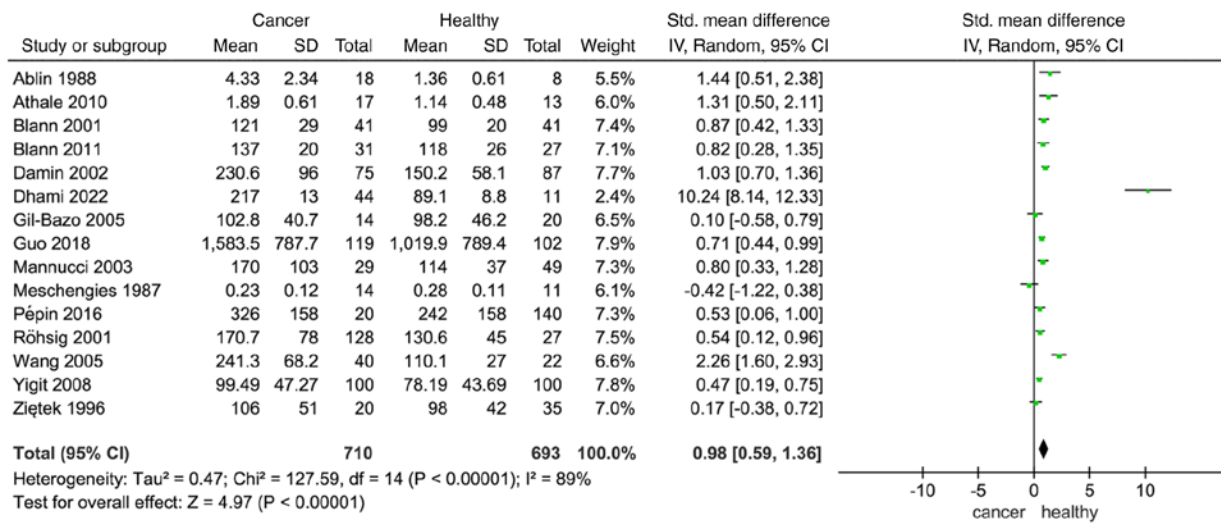 Cancer Healthy Std. mean difference Std. mean difference
Study or subgroup Mean SD Total Mean SD Total Weight IV, Random, 95% CI IV, Random, 95% CI
Ablin 1988 4.33 2.34 18 1.36 0.61 8 5.5% 1.44 [0.51, 2.38]
Athale 2010 1.89 0.61 17 1.14 0.48 13 6.0% 1.31 [0.50, 2.11]
Blann 2001 121 29 41 99 20 41 7.4% 0.87 [0.42, 1.33]
Blann 2011 137 20 31 118 26 27 7.1% 0.82 [0.28, 1.35]
Damin 2002 230.6 96 75 150.2 58.1 87 7.7% 1.03 [0.70, 1.36]
Dhami 2022 217 13 44 89.1 8.8 11 2.4% 10.24 [8.14, 12.33]
Gil-Bazo 2005 102.8 40.7 14 98.2 46.2 20 6.5% 0.10 [-0.58, 0.79]
Guo 2018 1,583.5 787.7 119 1,019.9 789.4 102 7.9% 0.71 [0.44, 0.99]
Mannucci 2003 170 103 29 114 37 49 7.3% 0.80 [0.33, 1.28]
Meschengies 1987 0.23 0.12 14 0.28 0.11 11 6.1% -0.42 [-1.22, 0.38]
Pépin 2016 326 158 20 242 158 140 7.3% 0.53 [0.06, 1.00]
Röhsig 2001 170.7 78 128 130.6 45 27 7.5% 0.54 [0.12, 0.96]
Wang 2005 241.3 68.2 40 110.1 27 22 6.6% 2.26 [1.60, 2.93]
Yigit 2008 99.49 47.27 100 78.19 43.69 100 7.8% 0.47 [0.19, 0.75]
Ziętek 1996 106 51 20 98 42 35 7.0% 0.17 [-0.38, 0.72]
Total (95% CI) 710 693 100.0% 0.98 [0.59, 1.36]
Heterogeneity: Tau² = 0.47; Chi² = 127.59, df = 14 (P < 0.00001); I² = 89%
Test for overall effect: Z = 4.97 (P < 0.00001)
-10 -5 0 5 10
cancer healthy